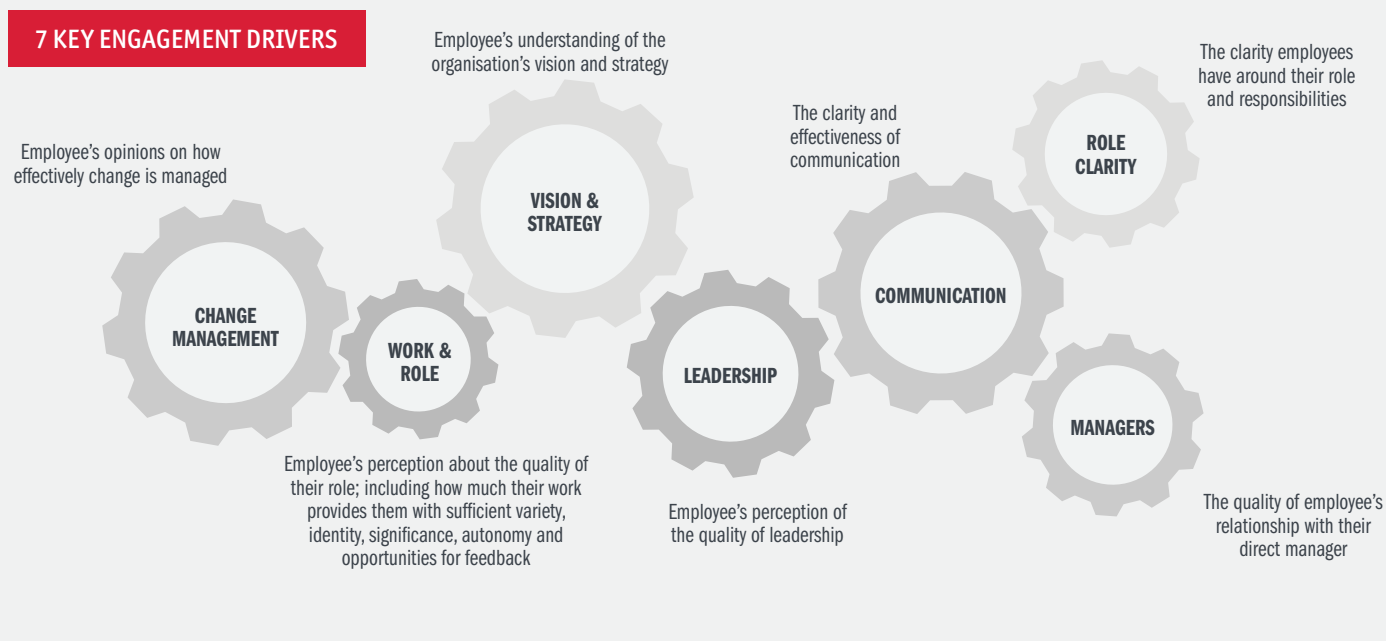 7 KEY ENGAGEMENT DRIVERS
Employee’s opinions on how
effectively change is managed
CHANGE
MANAGEMENT
WORK &
ROLE
Employee’s perception about the quality of
their role; including how much their work
provides them with sufficient variety,
identity, significance, autonomy and
opportunities for feedback
Employee’s understanding of the
organisation’s vision and strategy
VISION &
STRATEGY
LEADERSHIP
Employee’s perception of
the quality of leadership
The clarity and
effectiveness of
communication
COMMUNICATION
The clarity employees
have around their role
and responsibilities
ROLE
CLARITY
MANAGERS
The quality of employee’s
relationship with their
direct manager